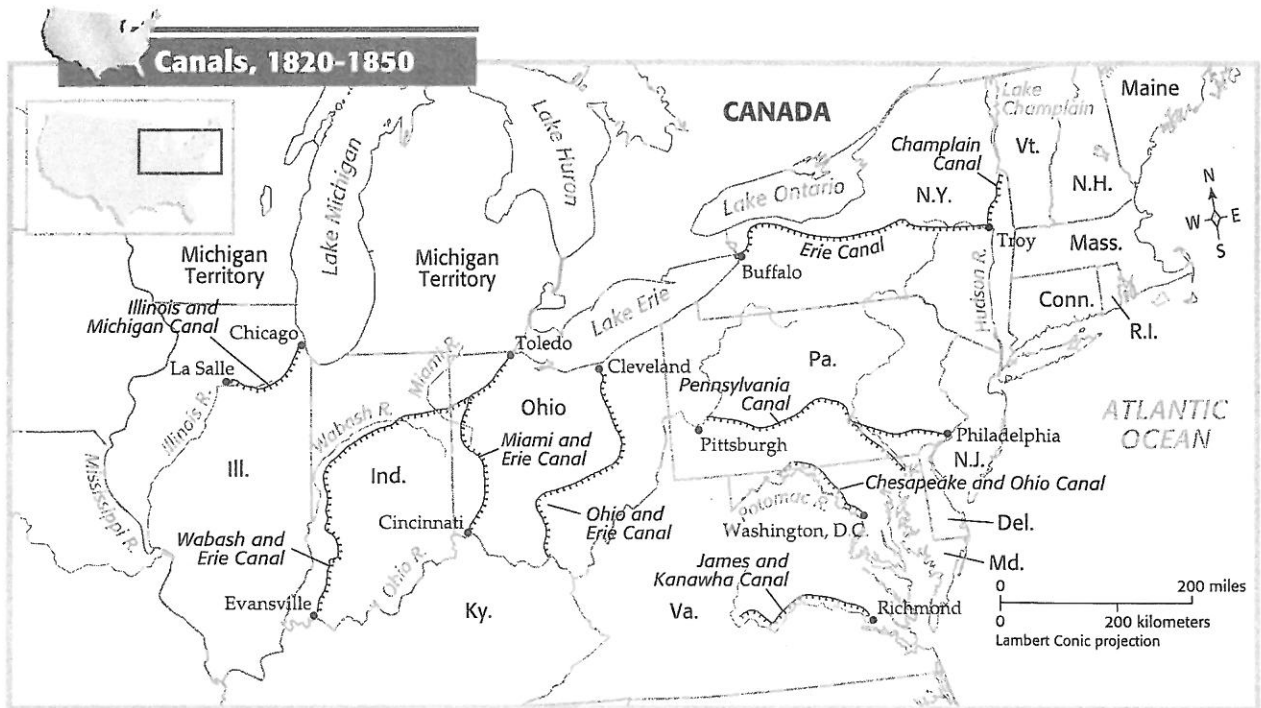 Canals, 1820-1850
CANADA
Lake
Champlain
Maine
Champlain
Canal
Vt.
N.H.
N.Y.
Lake Michigan
Lake Huron
Lake Ontario
N
W E
S
Michigan
Territory
Michigan
Territory
Troy
Mass.
Erie Canal
Buffalo
Hudson R.
Conn.
R.I.
Lake Erie
Illinois and
Michigan Canal
Chicago
La Salle
Toledo
Cleveland
Miami R.
Pa.
Pennsylvania
Canal
Illinois R.
Wabash R.
Ohio
Pittsburgh
Philadelphia
N.J.
ATLANTIC
OCEAN
Mississippi R.
Ill.
Ind.
Miami and
Erie Canal
Chesapeake and Ohio Canal
Potomac R.
Cincinnati
Ohio and
Erie Canal
Washington, D.C.
Del.
Wabash and
Erie Canal
Ohio R.
Md.
James and
Kanawha Canal
Evansville
Ky.
Va.
Richmond
0 200 miles
0 200 kilometers
Lambert Conic projection